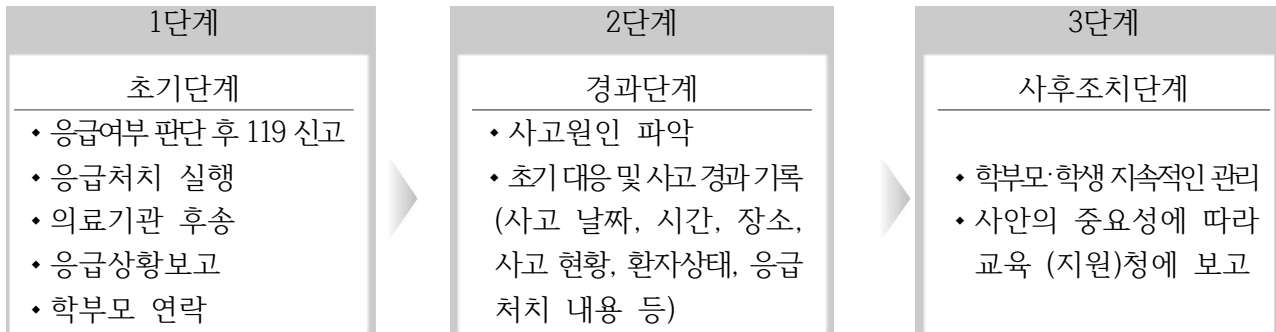 1단계
초기단계
• 응급여부 판단 후 119 신고
• 응급처치 실행
• 의료기관 후송
• 응급상황보고
• 학부모 연락
2단계
경과단계
• 사고원인 파악
• 초기 대응 및 사고 경과 기록
(사고 날짜, 시간, 장소,
사고 현황, 환자상태, 응급
처치 내용 등)
3단계
사후조치단계
• 학부모·학생 지속적인 관리
• 사안의 중요성에 따라
교육 (지원)청에 보고